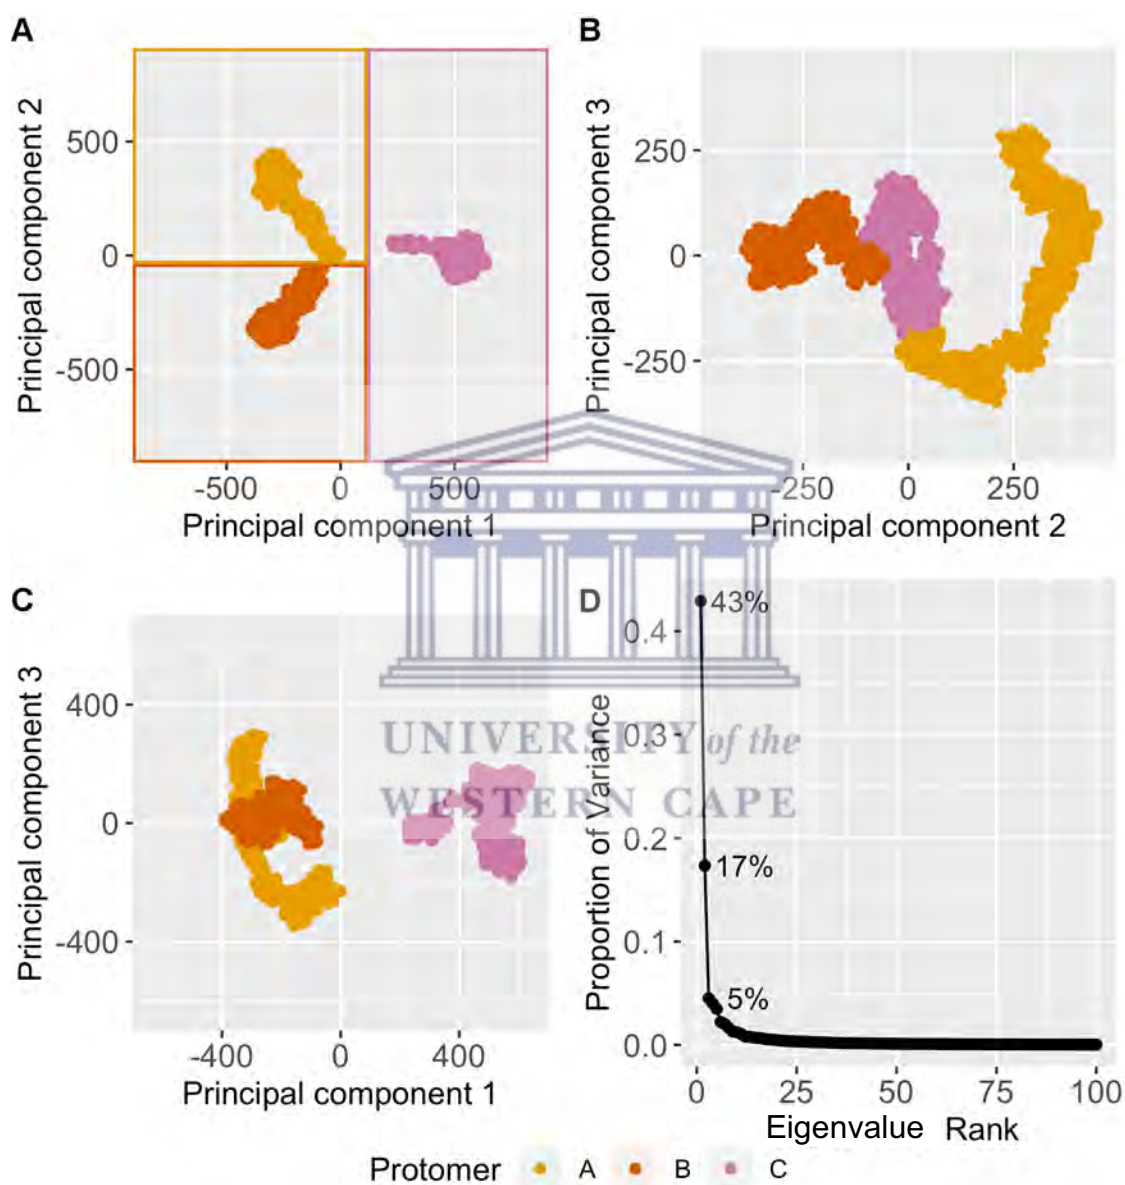 A
Principal component 2
500
0
-500
-500 0 500
Principal component 1
B
Principal component 3
250
0
-250
-250 0 250
Principal component 2
C
Principal component 3
400
0
-400
-400 0 400
Principal component 1
D
Proportion of Variance
0.4
0.3
0.2
0.1
0.0
43%
17%
5%
0 25 50 75 100
Eigenvalue Rank
UNIVERSITY of the
WESTERN CAPE
Protomer A B C